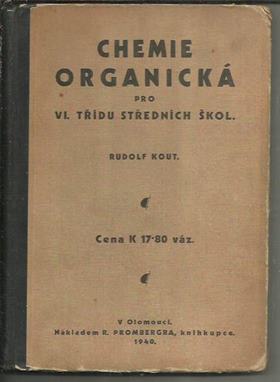 CHEMIE
ORGANICKÁ
PRO
VI. TŘÍDU STŘEDNÍCH ŠKOL.
RUDOLF KOUT.
Cena K 17·80 váz.
V Olomouci.
Nákladem R. PROMBERGRA, knihkupce.
1940.